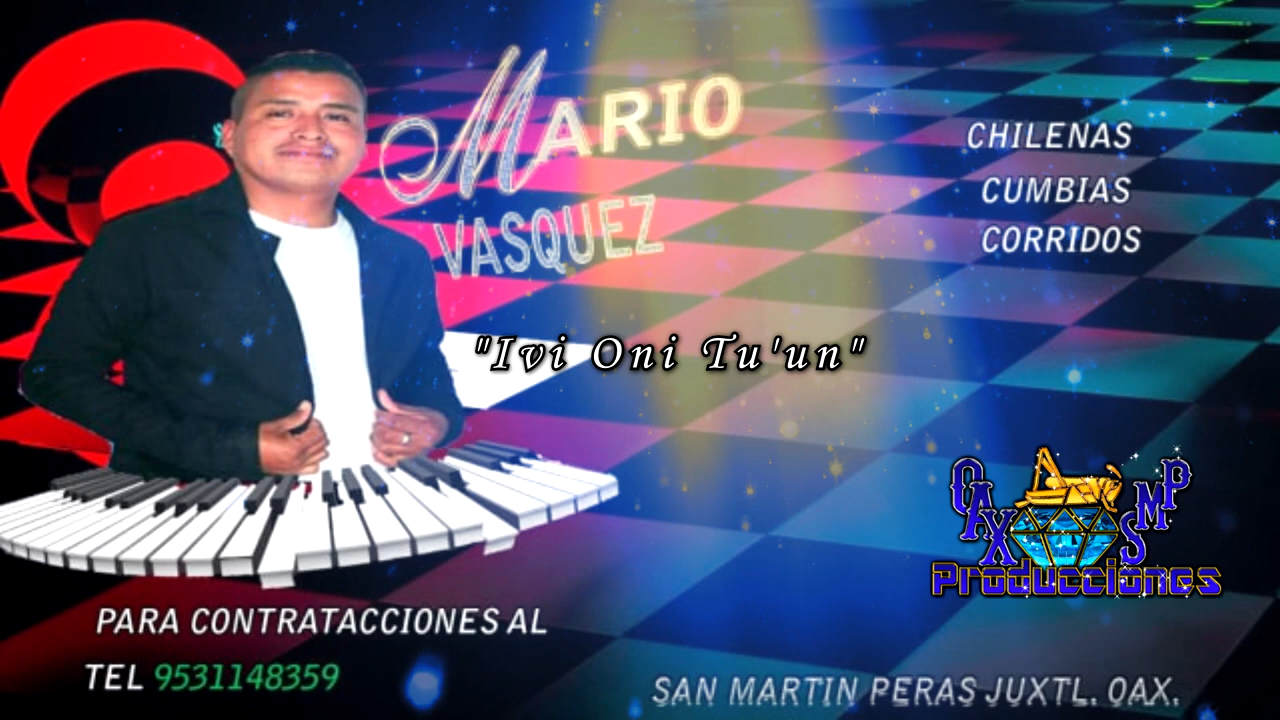 MARIO
VASQUEZ
CHILENAS
CUMBIAS
CORRIDOS
"Ivi Oni Tu'un"
OAX SMP
Producciones
PARA CONTRATACCIONES AL
TEL 9531148359
SAN MARTIN PERAS JUXTL. OAX.